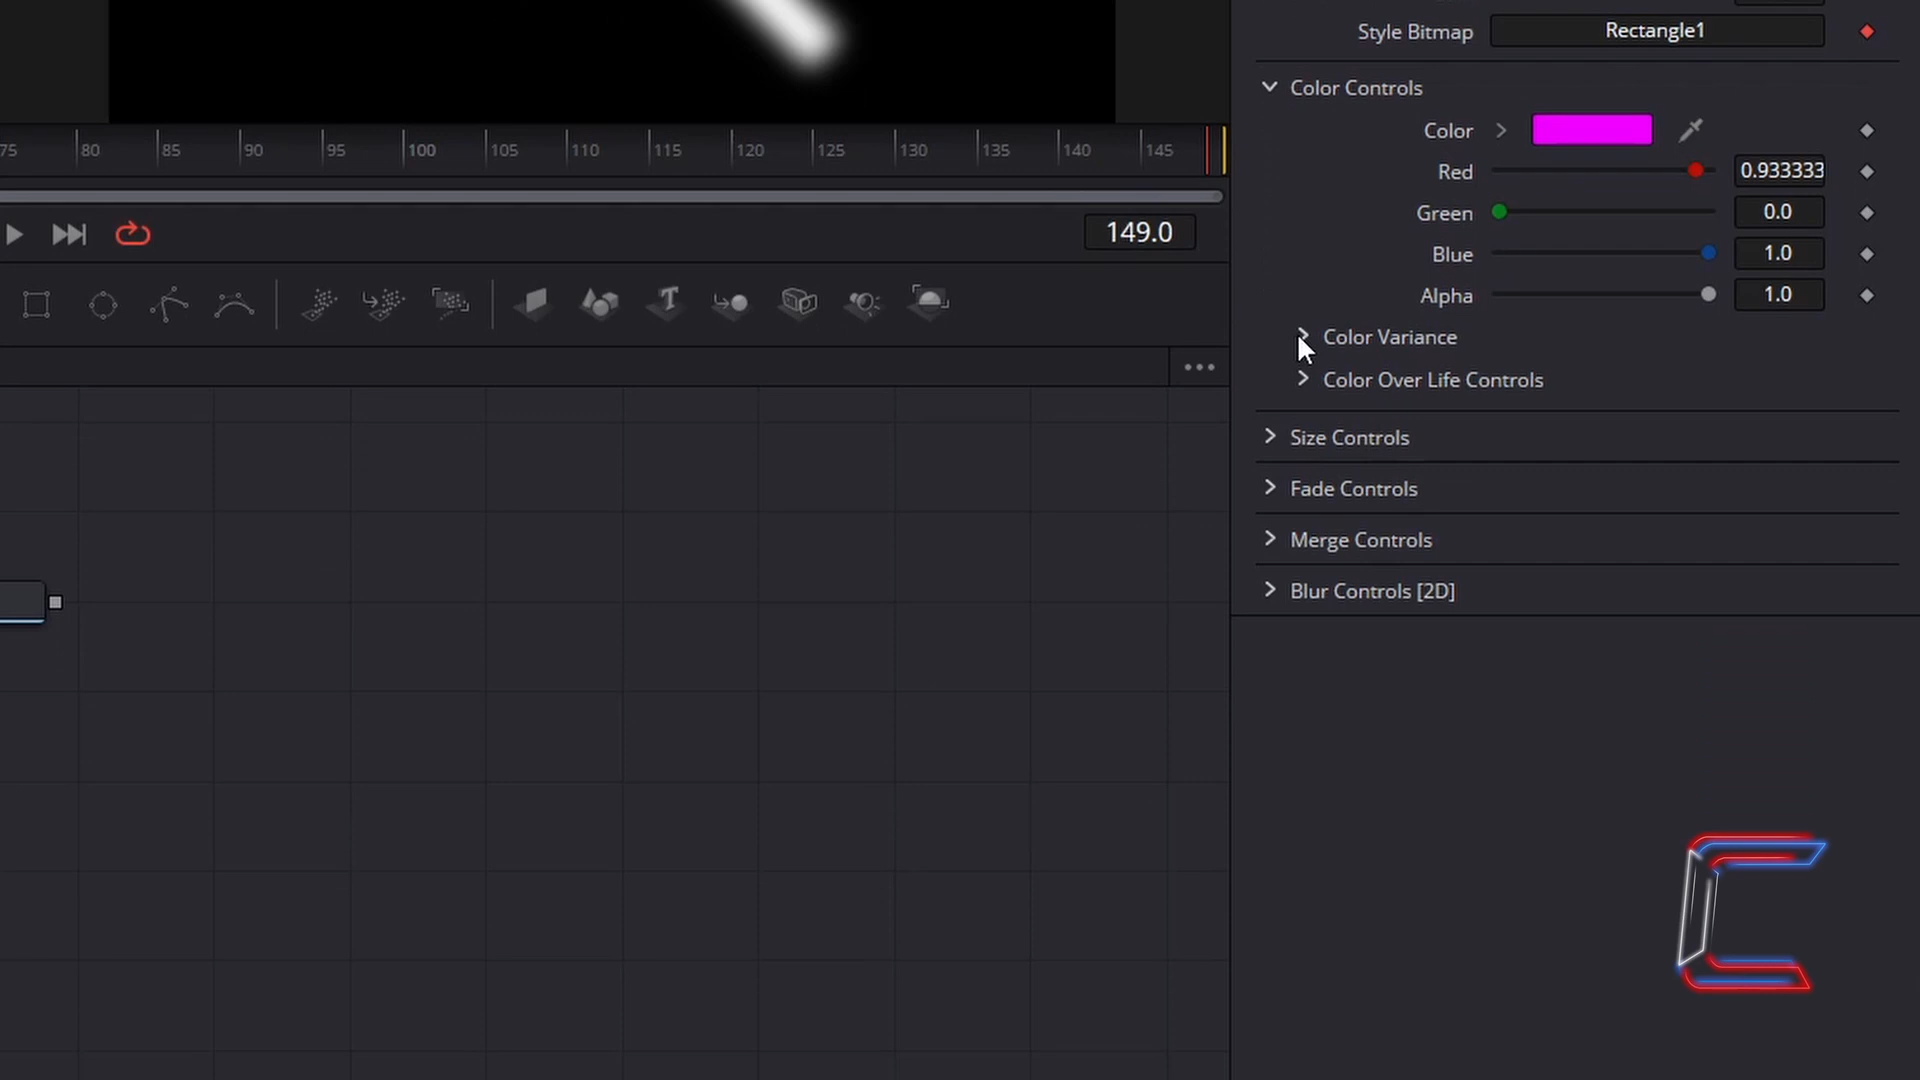 Style Bitmap Rectangle1
Color Controls
Color
Red 0.933333
Green 0.0
Blue 1.0
Alpha 1.0
Color Variance
Color Over Life Controls
Size Controls
Fade Controls
Merge Controls
Blur Controls [2D]
75 80 85 90 95 100 105 110 115 120 125 130 135 140 145
149.0